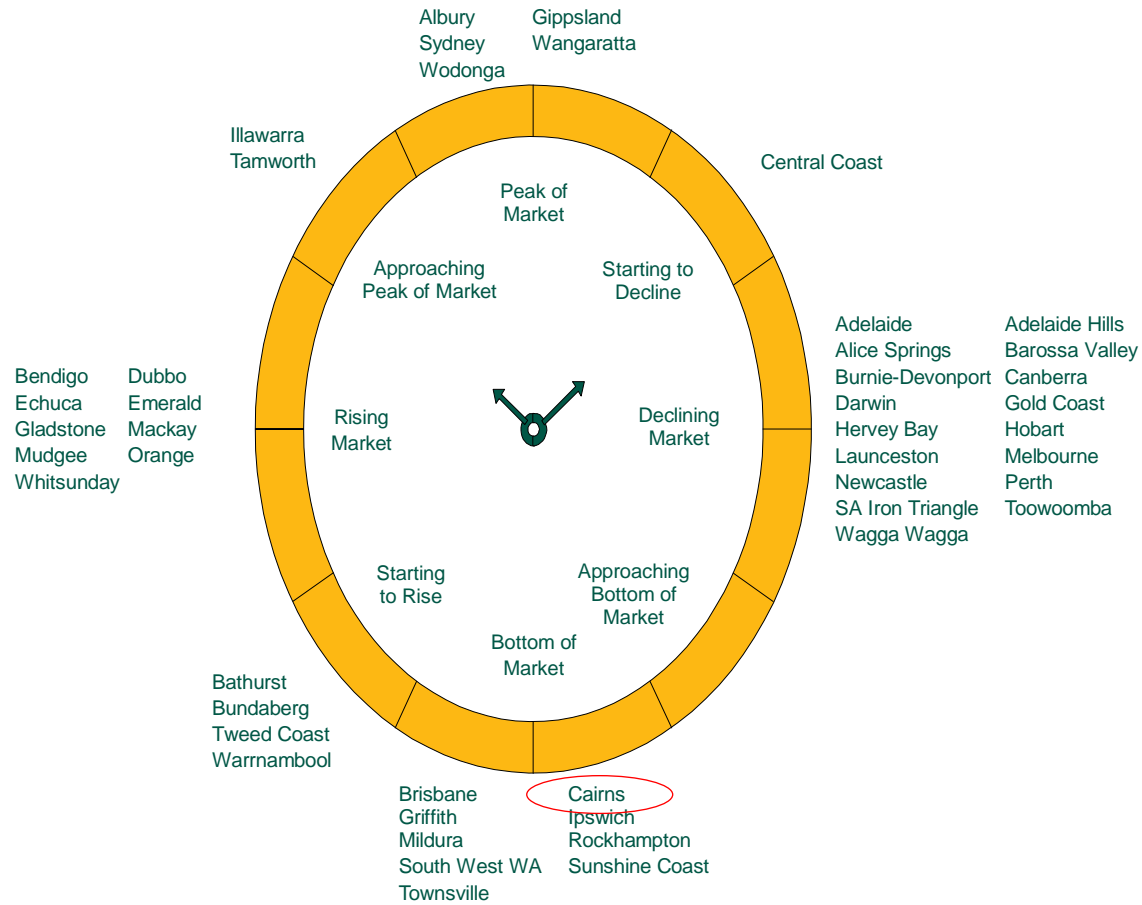 Albury Gippsland
Sydney Wangaratta
Wodonga
Illawarra
Tamworth
Central Coast
Peak of
Market
Approaching
Peak of Market
Starting to
Decline
Bendigo Dubbo
Echuca Emerald
Gladstone Mackay
Mudgee Orange
Whitsunday
Rising
Market
Declining
Market
Adelaide Adelaide Hills
Alice Springs Barossa Valley
Burnie-Devonport Canberra
Darwin Gold Coast
Hervey Bay Hobart
Launceston Melbourne
Newcastle Perth
SA Iron Triangle Toowoomba
Wagga Wagga
Starting
to Rise
Approaching
Bottom of
Market
Bottom of
Market
Bathurst
Bundaberg
Tweed Coast
Warrnambool
Brisbane Cairns
Griffith Ipswich
Mildura Rockhampton
South West WA Sunshine Coast
Townsville